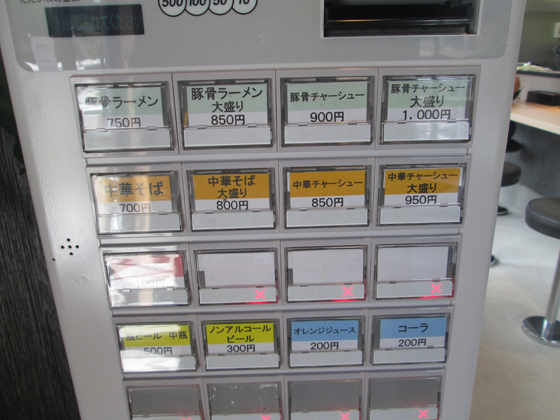 500 100 50 10
豚骨ラーメン
750円
豚骨ラーメン
大盛り
850円
豚骨チャーシュー
900円
豚骨チャーシュー
大盛り
1,000円
中華そば
700円
中華そば
大盛り
800円
中華チャーシュー
850円
中華チャーシュー
大盛り
950円
瓶ビール 中瓶
500円
ノンアルコール
ビール
300円
オレンジジュース
200円
コーラ
200円